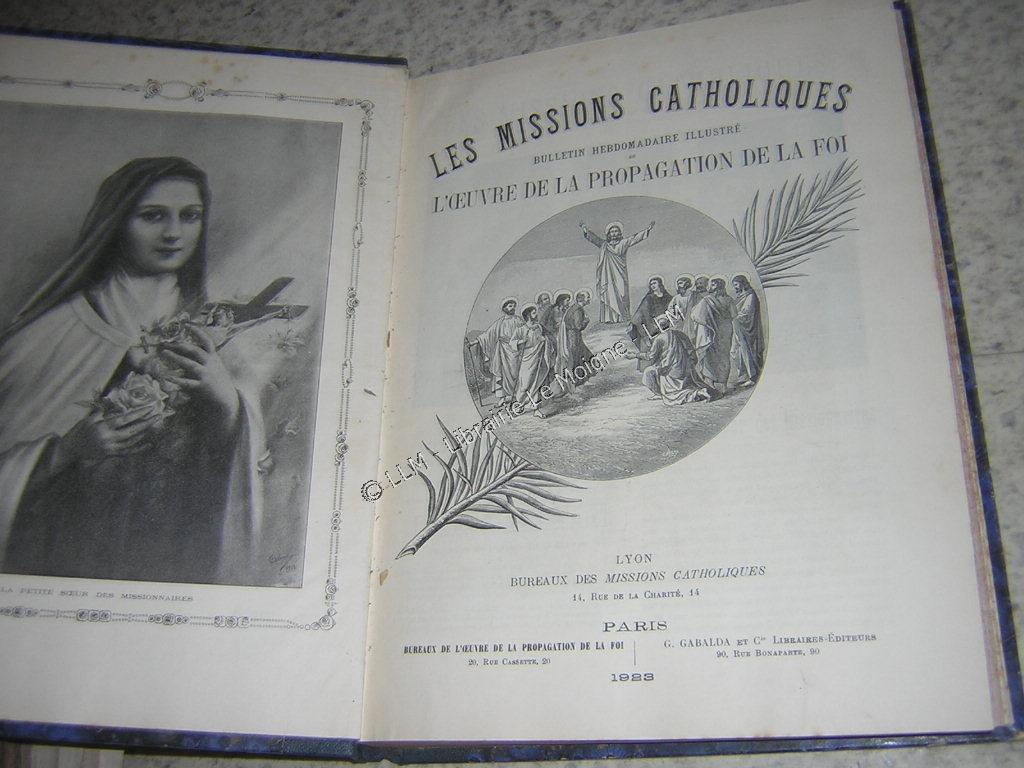 LA PETITE SŒUR DES MISSIONNAIRES
LES MISSIONS CATHOLIQUES
BULLETIN HEBDOMADAIRE ILLUSTRÉ
DE
L'ŒUVRE DE LA PROPAGATION DE LA FOI
© LLM - Librairie Le Moigne - LLM
LYON
BUREAUX DES MISSIONS CATHOLIQUES
14, RUE DE LA CHARITÉ, 14
PARIS
BUREAUX DE L'ŒUVRE DE LA PROPAGATION DE LA FOI
20, RUE CASSETTE, 20
G. GABALDA ET Cie LIBRAIRES-ÉDITEURS
90, RUE BONAPARTE, 90
1923